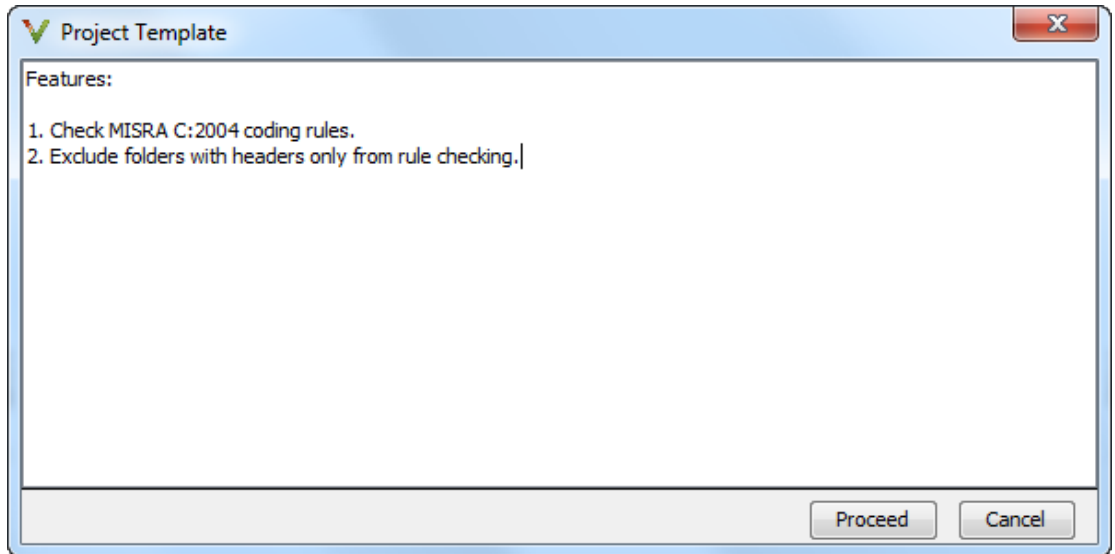 Project Template
Features:
1. Check MISRA C:2004 coding rules.
2. Exclude folders with headers only from rule checking.
Proceed
Cancel